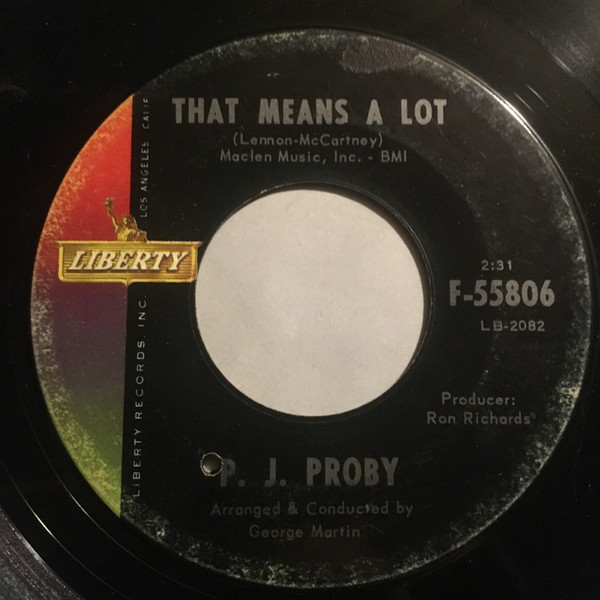 THAT MEANS A LOT
(Lennon-McCartney)
Maclen Music, Inc. - BMI
LIBERTY
LIBERTY RECORDS, INC. LOS ANGELES CALIF
2:31
F-55806
LB-2082
Producer:
Ron Richards
P. J. PROBY
Arranged & Conducted by
George Martin